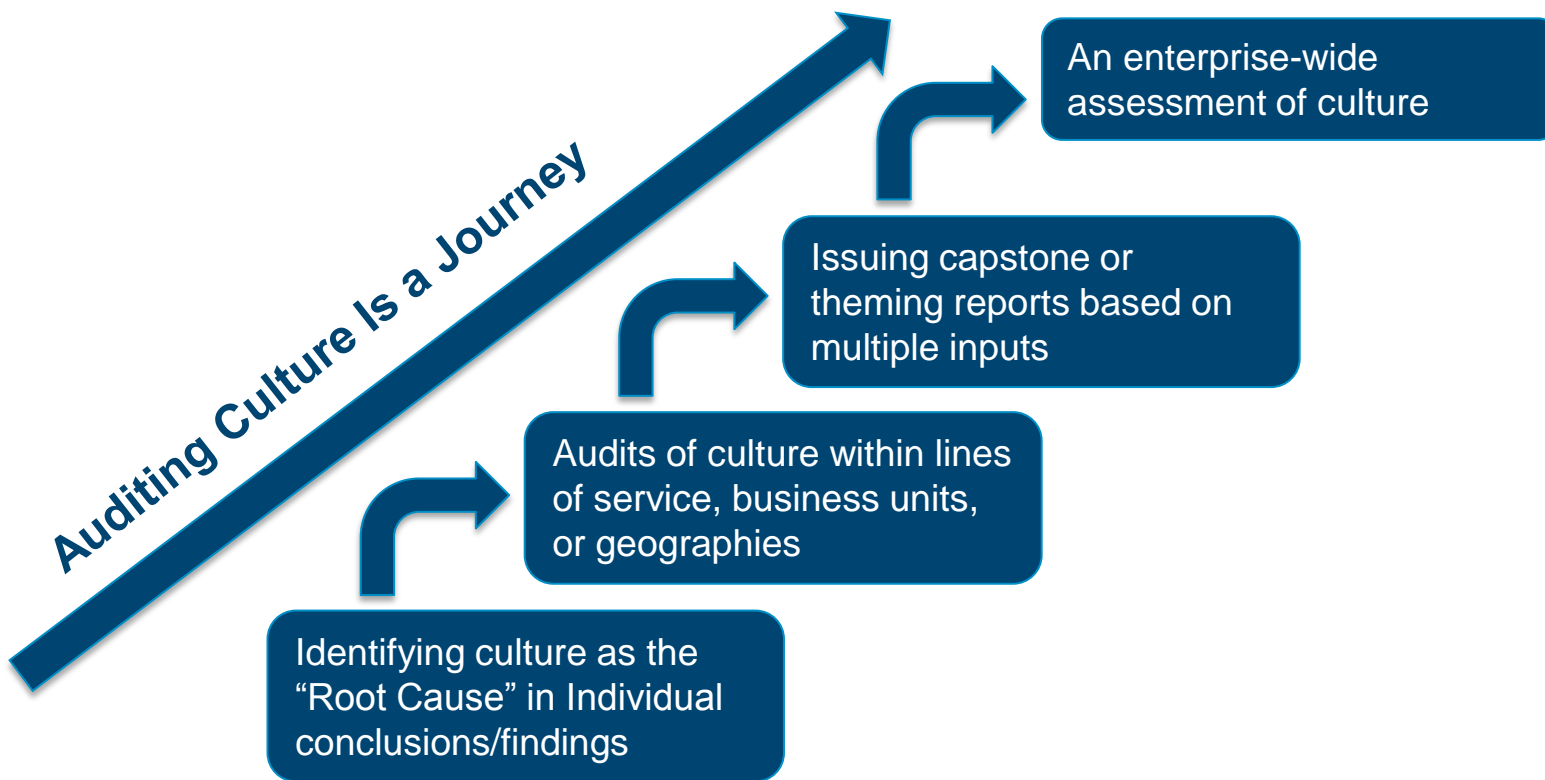 An enterprise-wide
assessment of culture
Auditing Culture Is a Journey
Issuing capstone or
theming reports based on
multiple inputs
Audits of culture within lines
of service, business units,
or geographies
Identifying culture as the
“Root Cause” in Individual
conclusions/findings